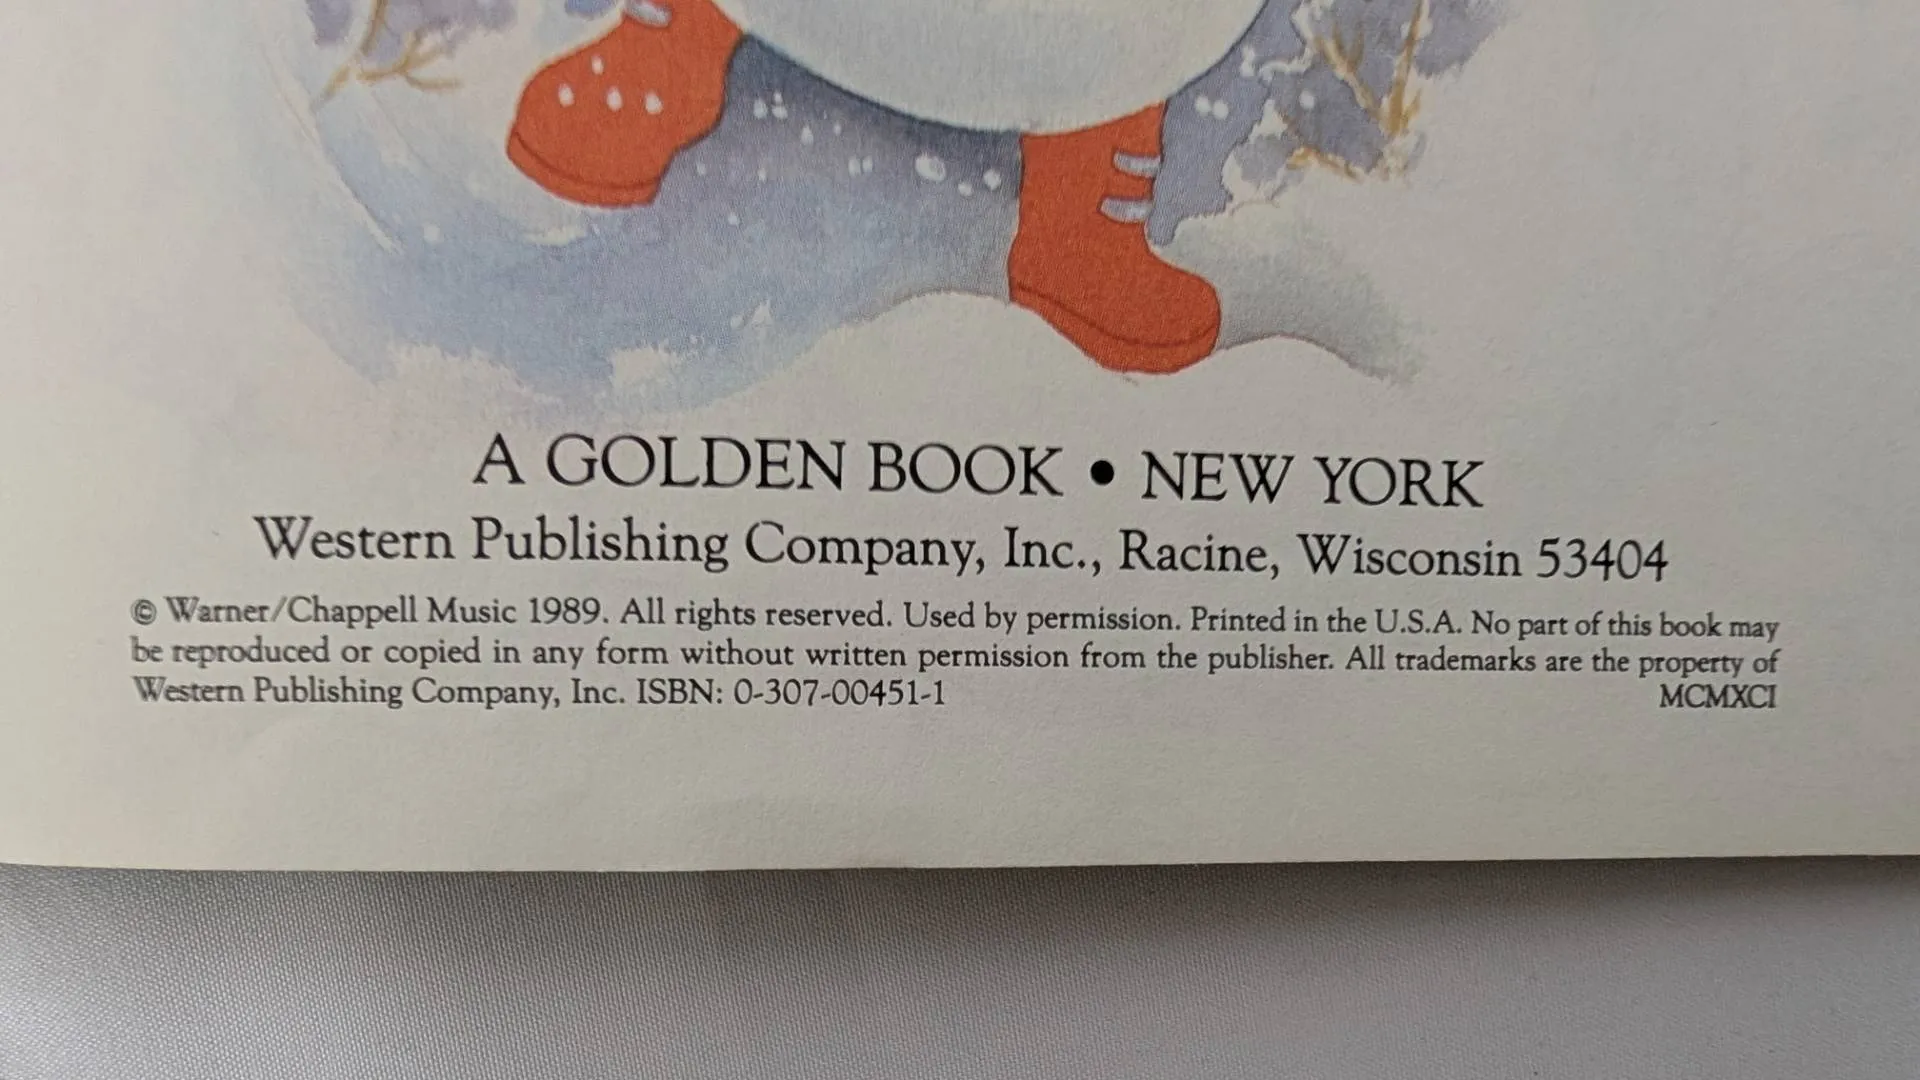 A GOLDEN BOOK • NEW YORK
Western Publishing Company, Inc., Racine, Wisconsin 53404
© Warner/Chappell Music 1989. All rights reserved. Used by permission. Printed in the U.S.A. No part of this book may
be reproduced or copied in any form without written permission from the publisher. All trademarks are the property of
Western Publishing Company, Inc. ISBN: 0-307-00451-1 MCMXCI